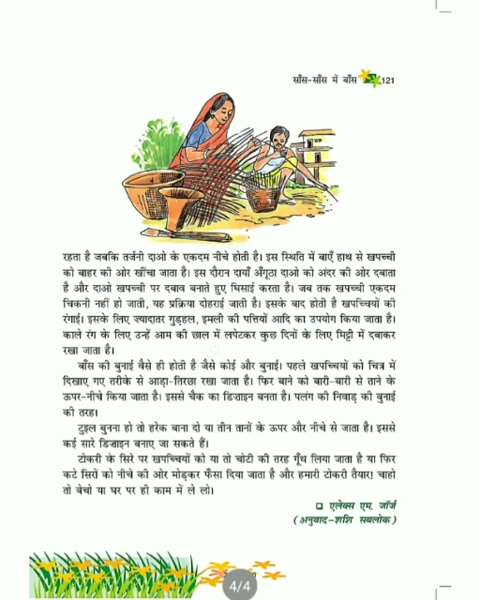 साँस-साँस में बाँस 121
रहता है जबकि तर्जनी दाओ के एकदम नीचे होती है। इस स्थिति में बाएँ हाथ से खपच्ची
को बाहर की ओर खींचा जाता है। इस दौरान दायाँ अँगूठा दाओ को अंदर की ओर दबाता
है और दाओ खपच्ची पर दबाव बनाते हुए घिसाई करता है। जब तक खपच्ची एकदम
चिकनी नहीं हो जाती, यह प्रक्रिया दोहराई जाती है। इसके बाद होती है खपच्चियों की
रंगाई। इसके लिए ज्यादातर गुड़हल, इमली की पत्तियों आदि का उपयोग किया जाता है।
काले रंग के लिए उन्हें आम की छाल में लपेटकर कुछ दिनों के लिए मिट्टी में दबाकर
रखा जाता है।
बाँस की बुनाई वैसे ही होती है जैसे कोई और बुनाई। पहले खपच्चियों को चित्र में
दिखाए गए तरीके से आड़ा-तिरछा रखा जाता है। फिर बाने को बारी-बारी से ताने के
ऊपर-नीचे किया जाता है। इससे चैक का डिज़ाइन बनता है। पलंग की निवाड़ की बुनाई
की तरह।
टुइल बुनना हो तो हरेक बाना दो या तीन तानों के ऊपर और नीचे से जाता है। इससे
कई सारे डिज़ाइन बनाए जा सकते हैं।
टोकरी के सिरे पर खपच्चियों को या तो चोटी की तरह गूँथ लिया जाता है या फिर
कटे सिरों को नीचे की ओर मोड़कर फँसा दिया जाता है और हमारी टोकरी तैयार! चाहो
तो बेचो या घर पर ही काम में ले लो।
❑ एलेक्स एम. जॉर्ज
(अनुवाद-शशि सबलोक)
4/4